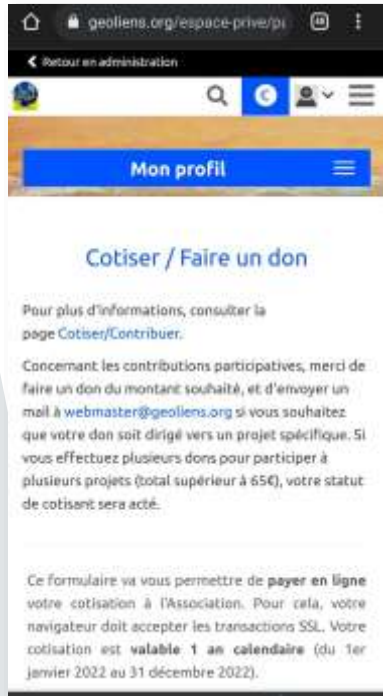 geoliens.org/espace-prive/pr
48
Retour en administration
Mon profil
Cotiser / Faire un don
Pour plus d'informations, consulter la
page Cotiser/Contribuer.
Concernant les contributions participatives, merci de
faire un don du montant souhaité, et d'envoyer un
mail à webmaster@geoliens.org si vous souhaitez
que votre don soit dirigé vers un projet spécifique. Si
vous effectuez plusieurs dons pour participer à
plusieurs projets (total supérieur à 65€), votre statut
de cotisant sera acté.
Ce formulaire va vous permettre de payer en ligne
votre cotisation à l'Association. Pour cela, votre
navigateur doit accepter les transactions SSL. Votre
cotisation est valable 1 an calendaire (du 1er
janvier 2022 au 31 décembre 2022).